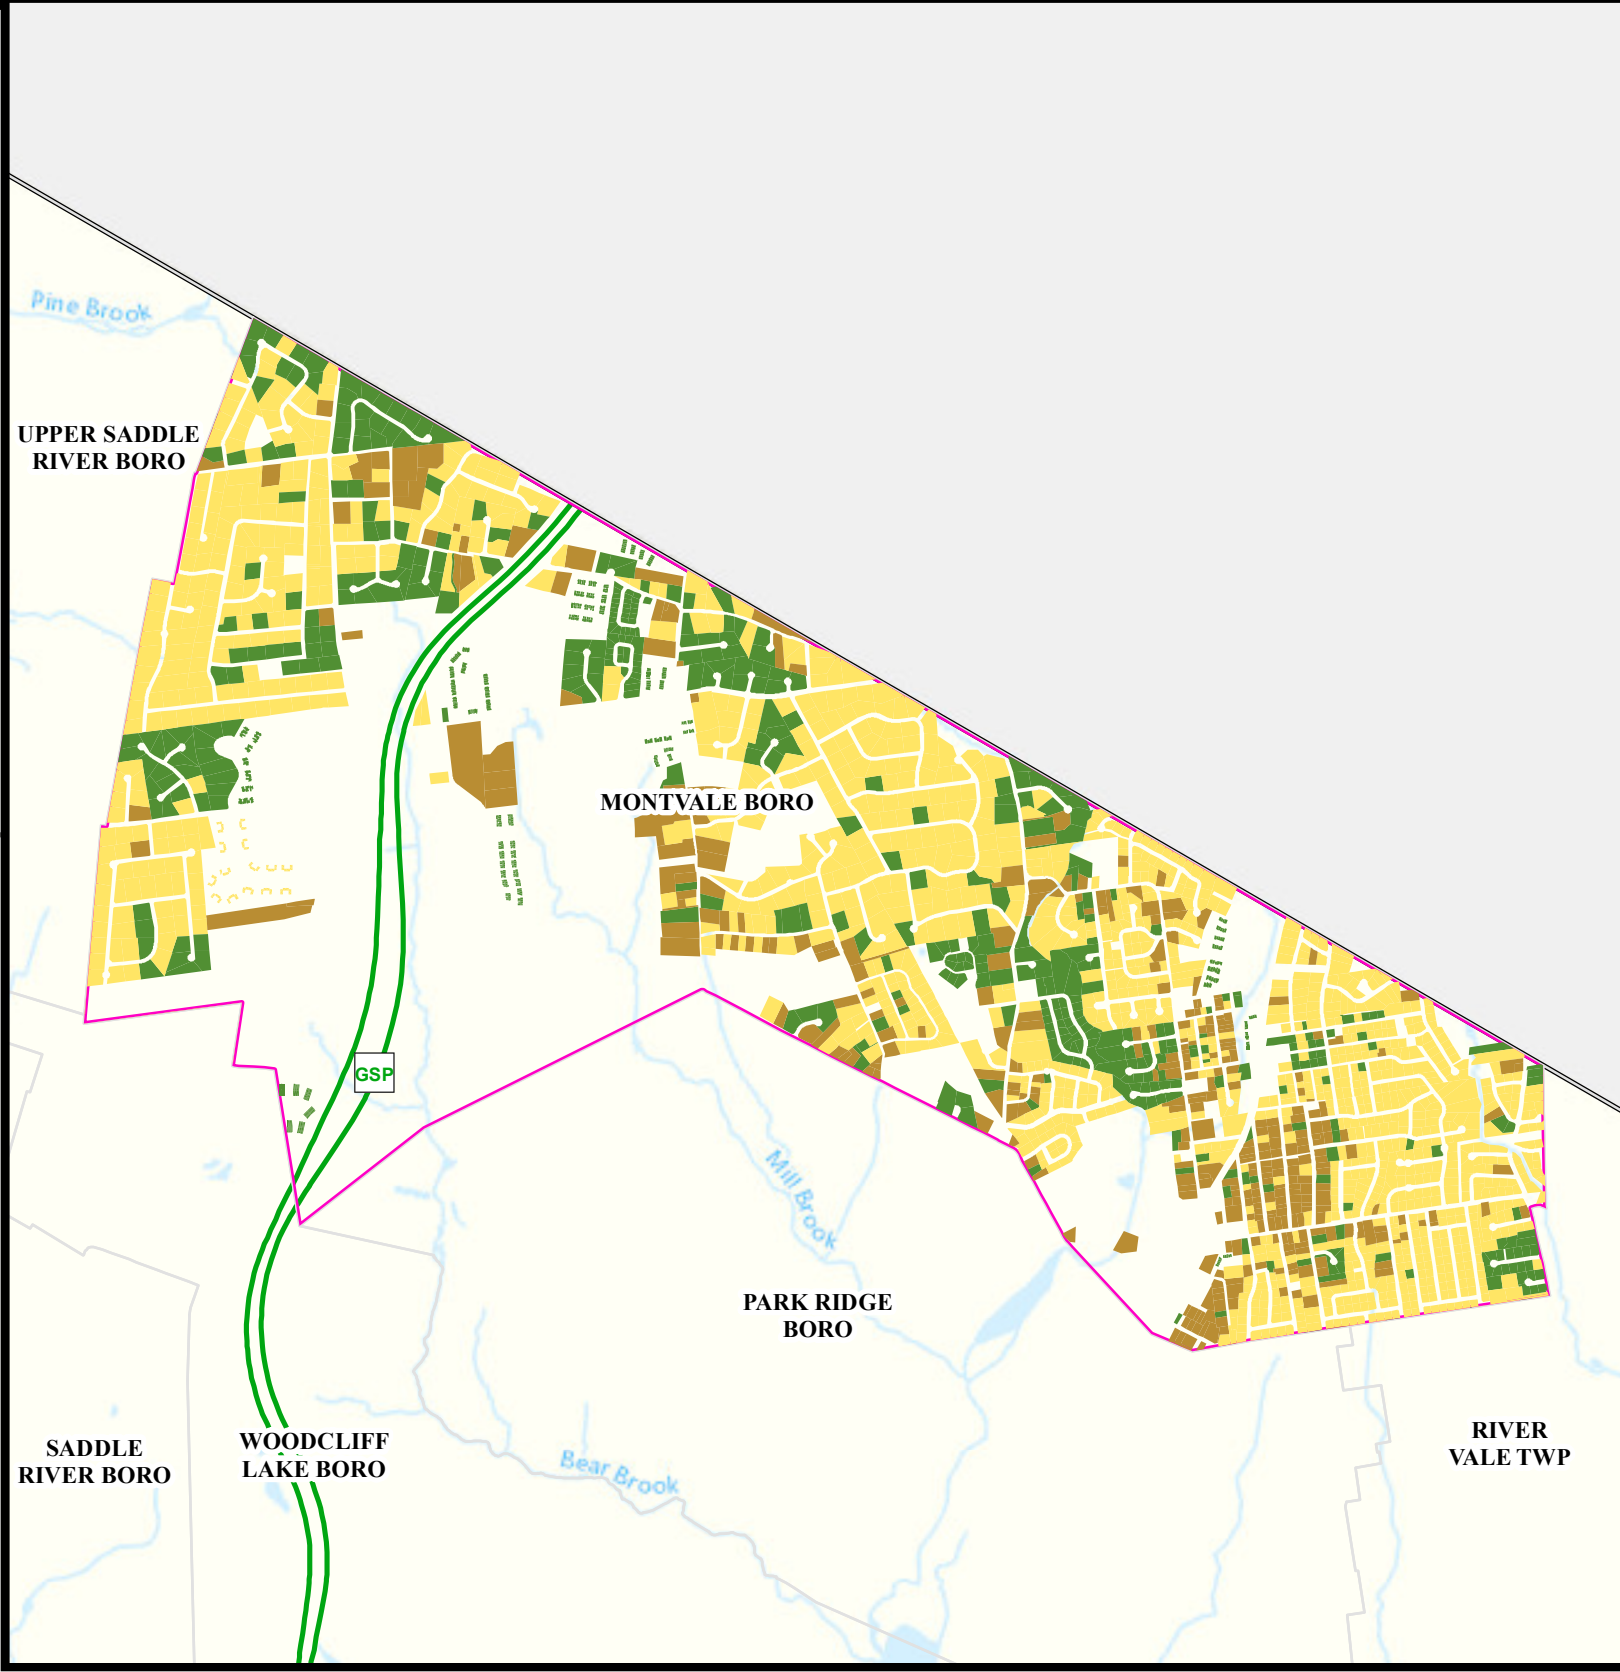 Pine Brook
UPPER SADDLE
RIVER BORO
MONTVALE BORO
GSP
Mill Brook
PARK RIDGE
BORO
SADDLE
RIVER BORO
WOODCLIFF
LAKE BORO
Bear Brook
RIVER
VALE TWP